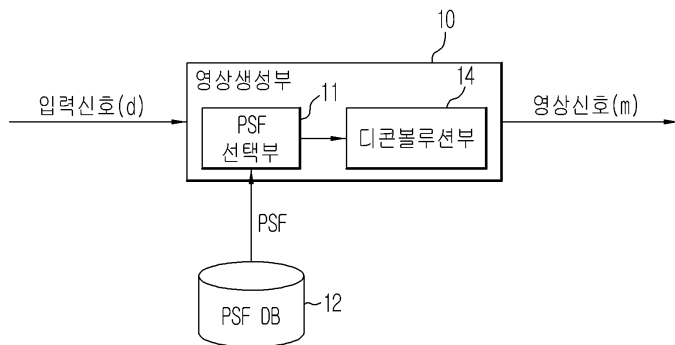 10
영상생성부
입력신호(d)
11
14
영상신호(m)
PSF
선택부
디콘볼루션부
PSF
PSF DB
12